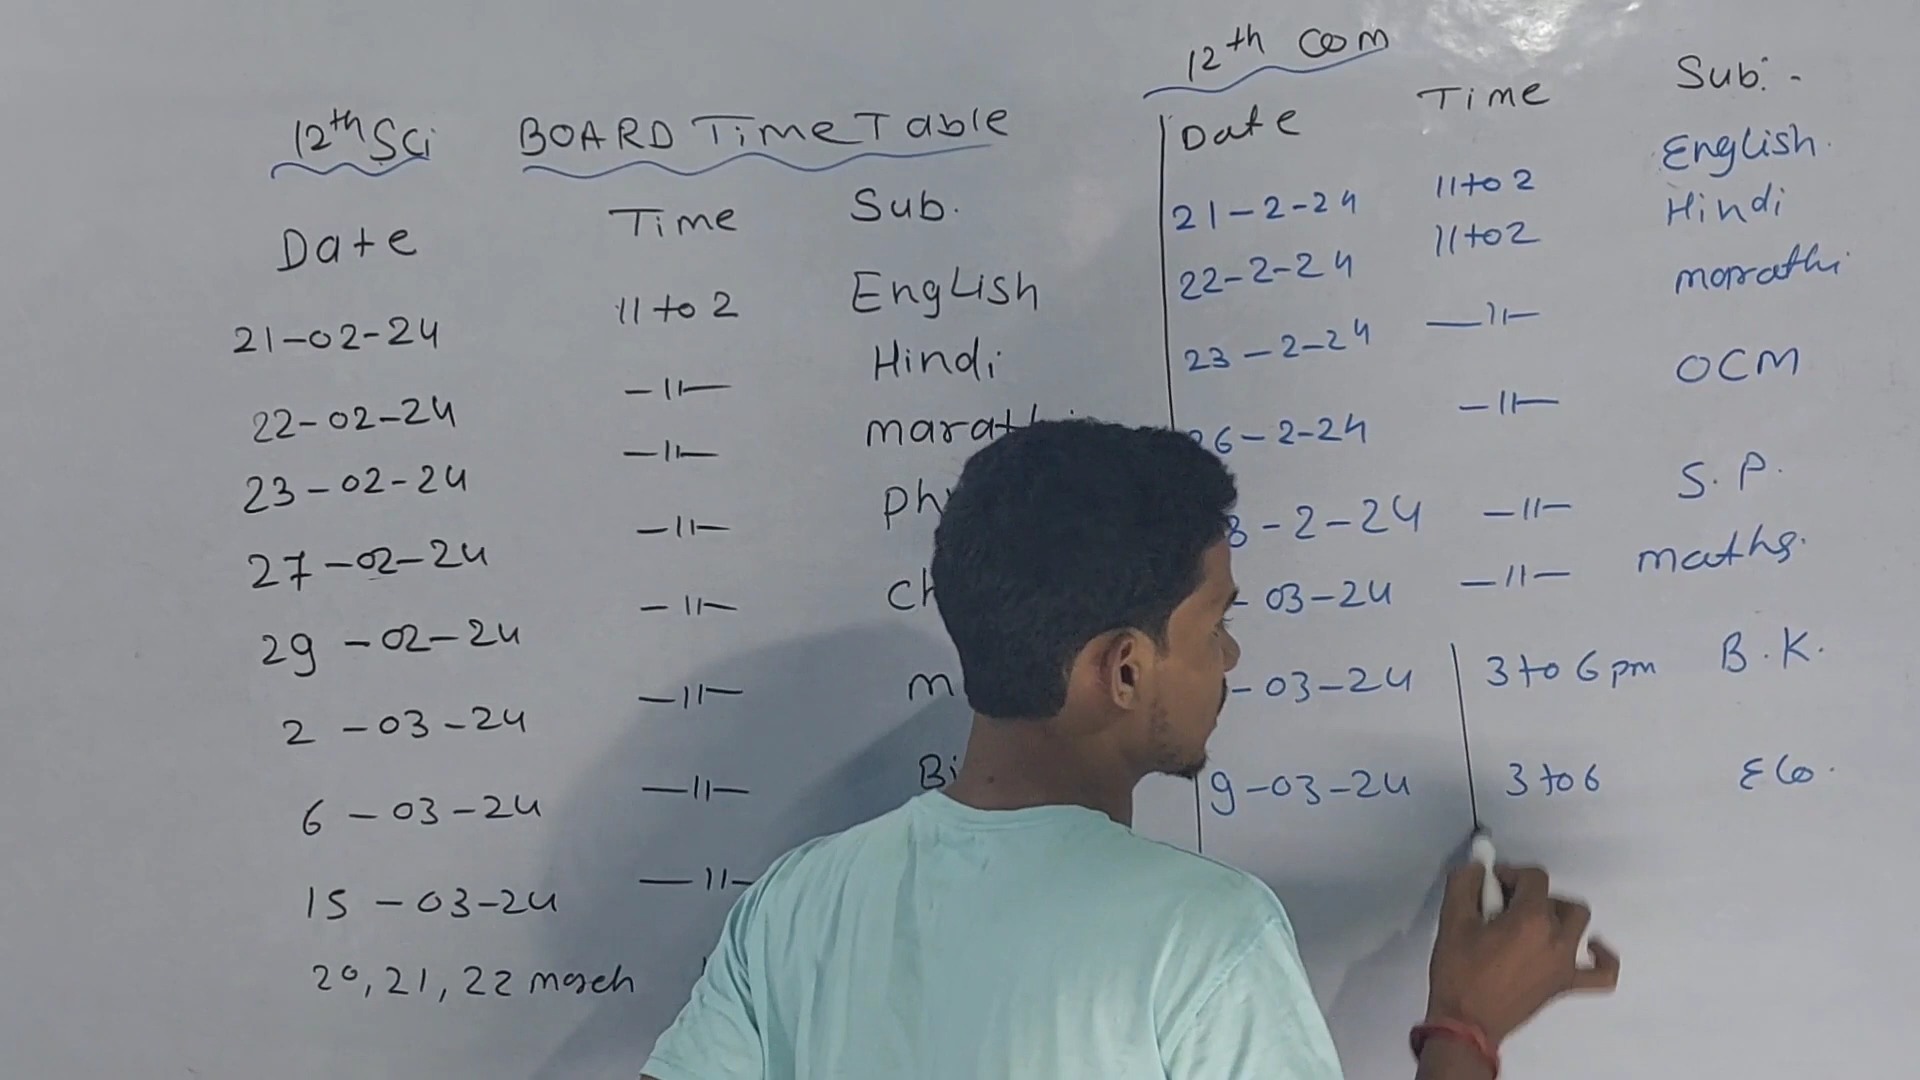 12th Sci BOARD Time Table
Date Time Sub.
21-02-24 11 to 2 English
22-02-24 -11- Hindi
23-02-24 -11-
27-02-24 -11-
29-02-24 -11-
2-03-24 -11-
6-03-24 -11-
15-03-24 -11-
20, 21, 22 march
12th Com
Date Time Sub:-
21-2-24 11 to 2 English.
22-2-24 11 to 2 Hindi
23-2-24 -11- marathi
26-2-24 -11- OCM
8-2-24 -11- S.P.
-03-24 -11- maths.
-03-24 3 to 6 pm B.K.
9-03-24 3 to 6 Eco.